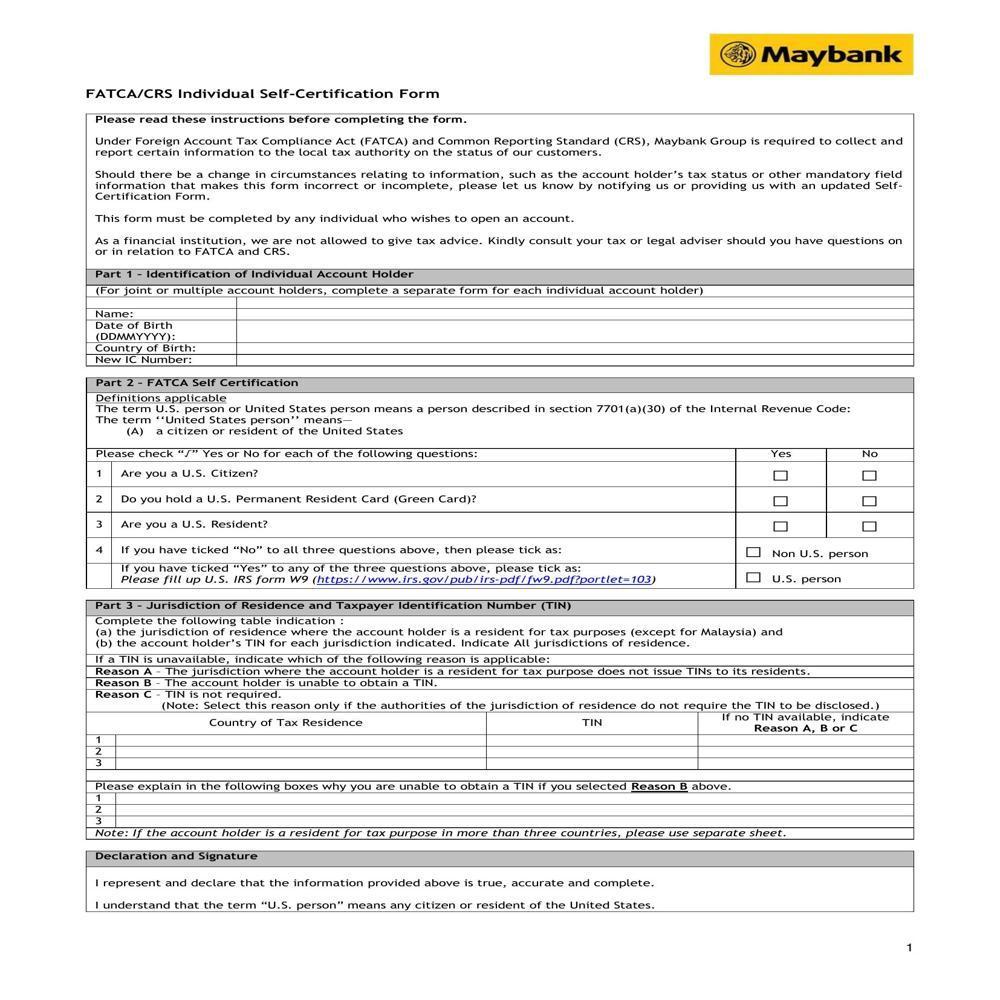 Maybank
FATCA/CRS Individual Self-Certification Form
Please read these instructions before completing the form.
Under Foreign Account Tax Compliance Act (FATCA) and Common Reporting Standard (CRS), Maybank Group is required to collect and
report certain information to the local tax authority on the status of our customers.
Should there be a change in circumstances relating to information, such as the account holder's tax status or other mandatory field
information that makes this form incorrect or incomplete, please let us know by notifying us or providing us with an updated Self-
Certification Form.
This form must be completed by any individual who wishes to open an account.
As a financial institution, we are not allowed to give tax advice. Kindly consult your tax or legal adviser should you have questions on
or in relation to FATCA and CRS.
Part 1 – Identification of Individual Account Holder
(For joint or multiple account holders, complete a separate form for each individual account holder)
Name:
Date of Birth
(DDMMYYYY):
Country of Birth:
New IC Number:
Part 2 – FATCA Self Certification
Definitions applicable
The term U.S. person or United States person means a person described in section 7701(a)(30) of the Internal Revenue Code:
The term ‘‘United States person’’ means—
(A) a citizen or resident of the United States
Please check “√” Yes or No for each of the following questions: Yes No
1 Are you a U.S. Citizen?
2 Do you hold a U.S. Permanent Resident Card (Green Card)?
3 Are you a U.S. Resident?
4 If you have ticked “No” to all three questions above, then please tick as: Non U.S. person
If you have ticked “Yes” to any of the three questions above, please tick as:
Please fill up U.S. IRS form W9 (https://www.irs.gov/pub/irs-pdf/fw9.pdf?portlet=103) U.S. person
Part 3 – Jurisdiction of Residence and Taxpayer Identification Number (TIN)
Complete the following table indication :
(a) the jurisdiction of residence where the account holder is a resident for tax purposes (except for Malaysia) and
(b) the account holder’s TIN for each jurisdiction indicated. Indicate All jurisdictions of residence.
If a TIN is unavailable, indicate which of the following reason is applicable:
Reason A – The jurisdiction where the account holder is a resident for tax purpose does not issue TINs to its residents.
Reason B – The account holder is unable to obtain a TIN.
Reason C – TIN is not required.
(Note: Select this reason only if the authorities of the jurisdiction of residence do not require the TIN to be disclosed.)
Country of Tax Residence TIN If no TIN available, indicate
Reason A, B or C
1
2
3
Please explain in the following boxes why you are unable to obtain a TIN if you selected Reason B above.
1
2
3
Note: If the account holder is a resident for tax purpose in more than three countries, please use separate sheet.
Declaration and Signature
I represent and declare that the information provided above is true, accurate and complete.
I understand that the term “U.S. person” means any citizen or resident of the United States.
1